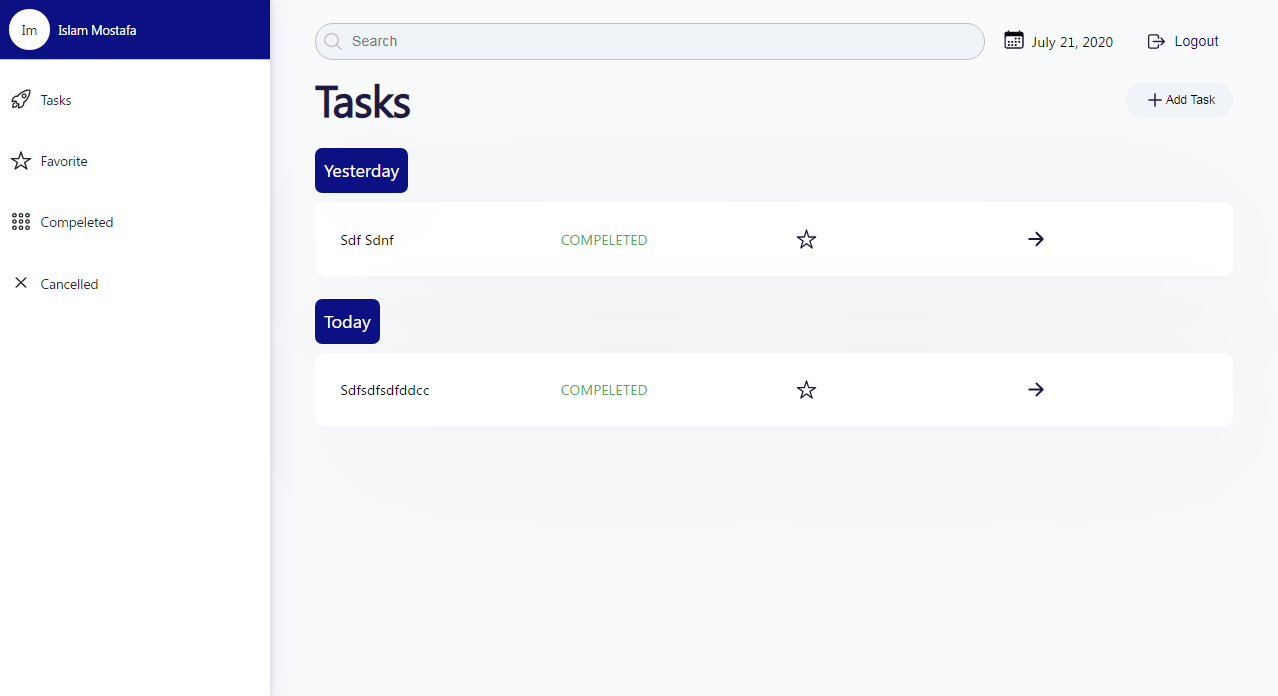 Im Islam Mostafa
Tasks
Favorite
Compeleted
Cancelled
Search
July 21, 2020
Logout
Tasks
Add Task
Yesterday
Sdf Sdnf COMPELETED
Today
Sdfsdfsdfddcc COMPELETED